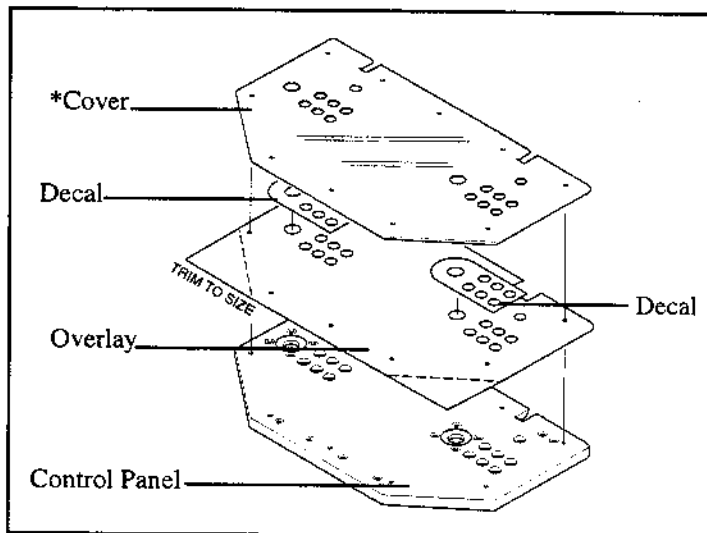 *Cover
Decal
TRIM TO SIZE
Decal
Overlay
Control Panel